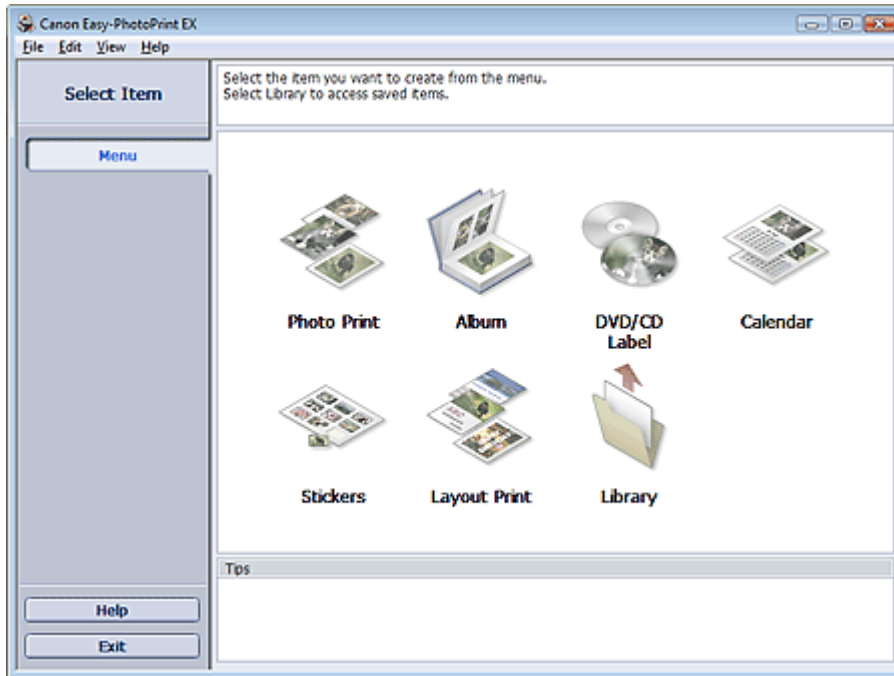 Canon Easy-PhotoPrint EX
File Edit View Help
Select Item
Select the item you want to create from the menu.
Select Library to access saved items.
Menu
Photo Print
Album
DVD/CD
Label
Calendar
Stickers
Layout Print
Library
Tips
Help
Exit